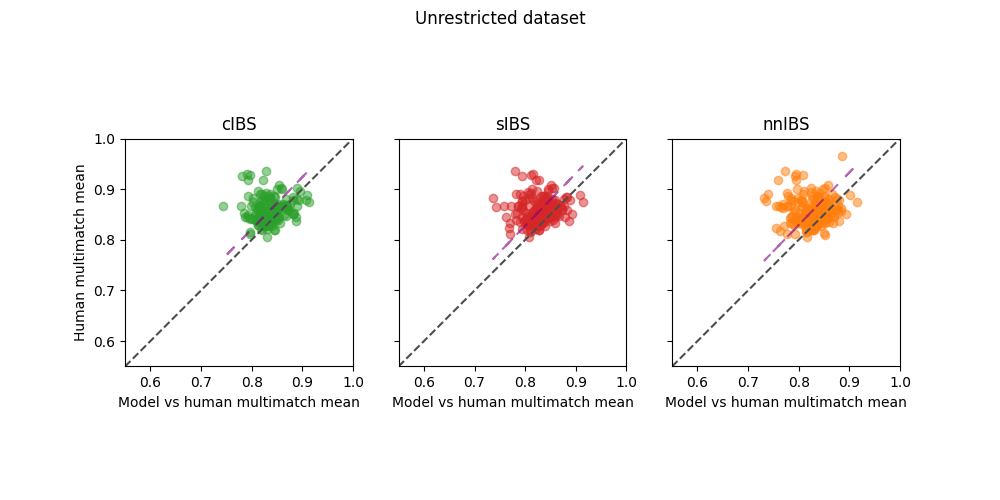 Unrestricted dataset
cIBS
sIBS
nnIBS
1.0
0.9
0.8
0.7
0.6
Human multimatch mean
0.6 0.7 0.8 0.9 1.0
0.6 0.7 0.8 0.9 1.0
0.6 0.7 0.8 0.9 1.0
Model vs human multimatch mean
Model vs human multimatch mean
Model vs human multimatch mean